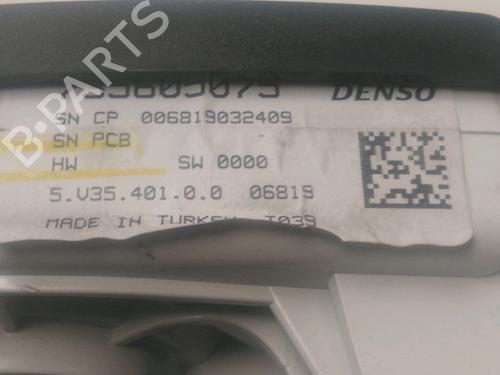 DENSO
SN CP 006819032409
SN PCB
HW SW 0000
5.V35.401.0.0 06819
MADE IN TURKEY I039
B-PARTS